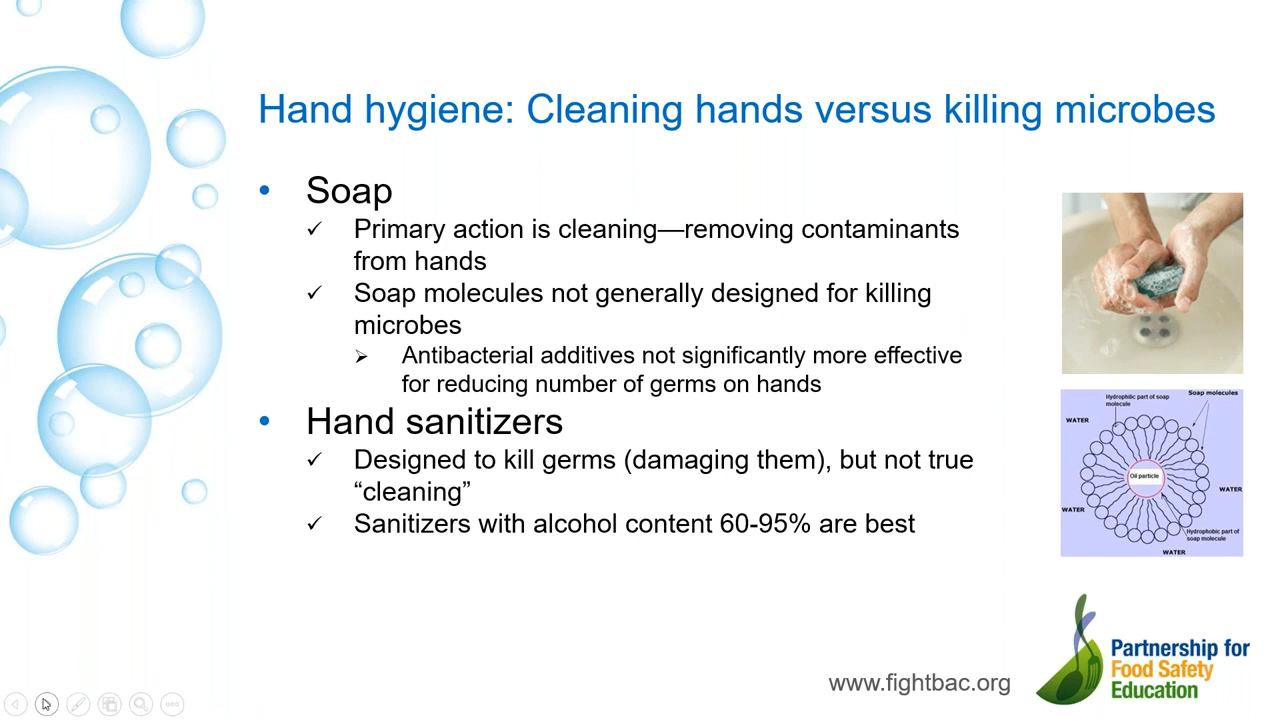 Hand hygiene: Cleaning hands versus killing microbes
• Soap
✓ Primary action is cleaning—removing contaminants
from hands
✓ Soap molecules not generally designed for killing
microbes
➢ Antibacterial additives not significantly more effective
for reducing number of germs on hands
• Hand sanitizers
✓ Designed to kill germs (damaging them), but not true
“cleaning”
✓ Sanitizers with alcohol content 60-95% are best
Soap molecules
Hydrophilic part of soap
molecule
WATER
Oil particle
WATER
WATER
Hydrophobic part of
soap molecule
WATER
www.fightbac.org
Partnership for
Food Safety
Education